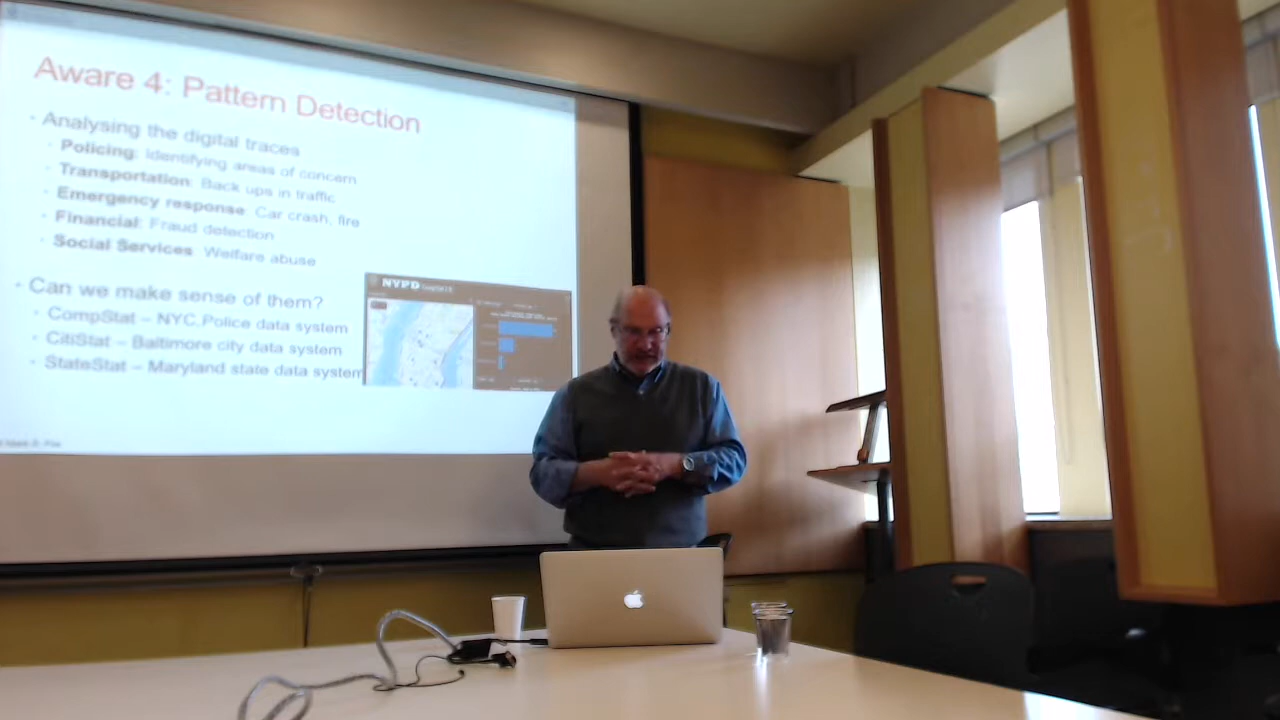 Aware 4: Pattern Detection
• Analysing the digital traces
• Policing: Identifying areas of concern
• Transportation: Back ups in traffic
• Emergency response: Car crash, fire
• Financial: Fraud detection
• Social Services: Welfare abuse
• Can we make sense of them?
• CompStat – NYC Police data system
• CitiStat – Baltimore city data system
• StateStat – Maryland state data system
NYPD CompStat